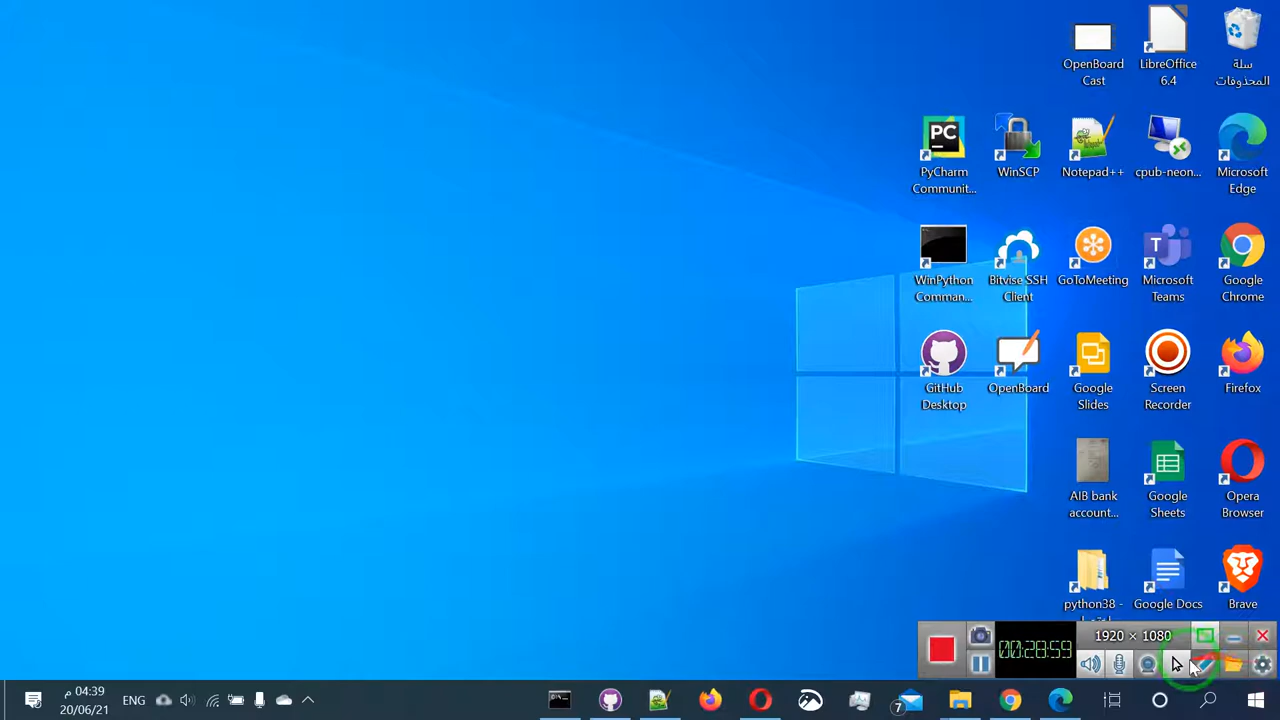 OpenBoard
Cast
LibreOffice
6.4
سلة
المحذوفات
PyCharm
Communit...
WinSCP
Notepad++
cpub-neon...
Microsoft
Edge
WinPython
Comman...
Bitvise SSH
Client
GoToMeeting
Microsoft
Teams
Google
Chrome
GitHub
Desktop
OpenBoard
Google
Slides
Screen
Recorder
Firefox
AIB bank
account...
Google
Sheets
Opera
Browser
python38 -
Google Docs
Brave
00:28:59
1920 × 1080
04:39 م
20/06/21
ENG
7